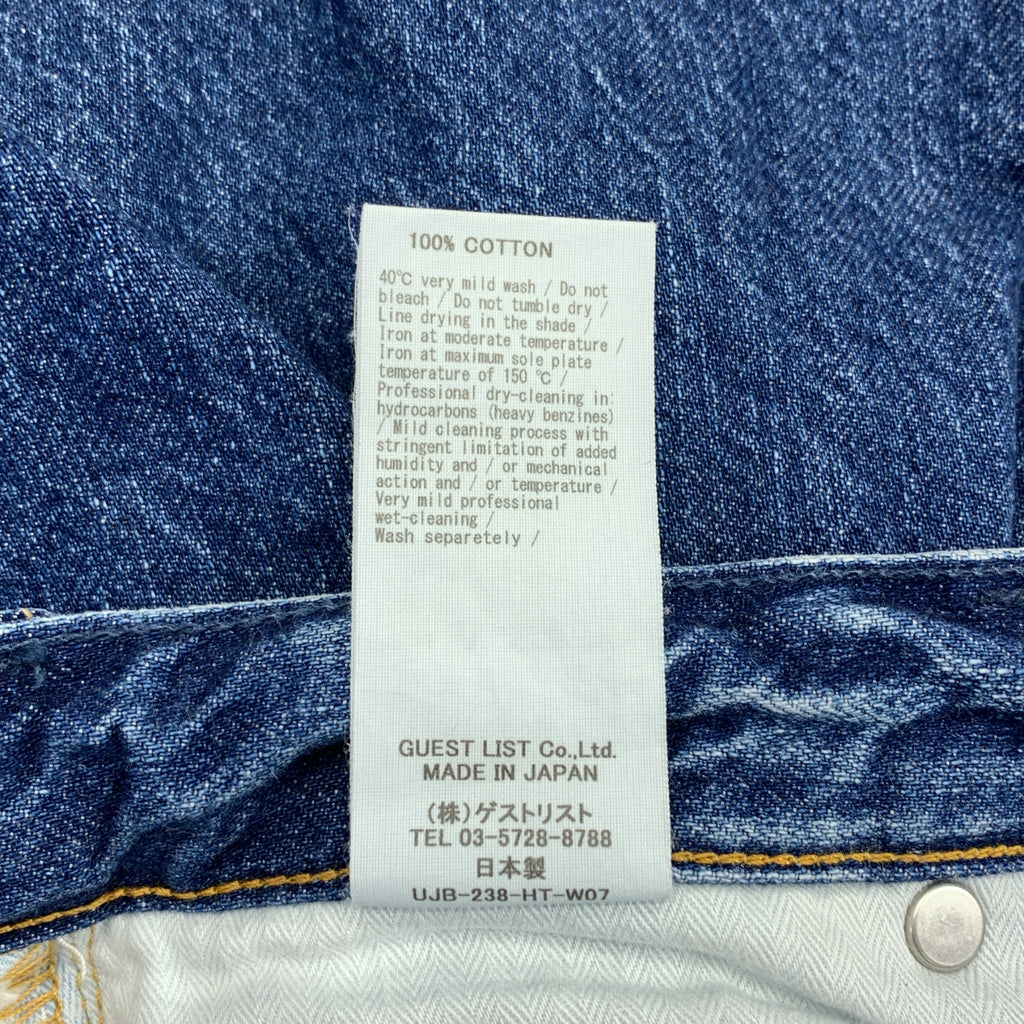 100% COTTON
40℃ very mild wash / Do not
bleach / Do not tumble dry /
Line drying in the shade /
Iron at moderate temperature /
Iron at maximum sole plate
temperature of 150 ℃ /
Professional dry-cleaning in:
hydrocarbons (heavy benzines)
/ Mild cleaning process with
stringent limitation of added
humidity and / or mechanical
action and / or temperature /
Very mild professional
wet-cleaning /
Wash separetely /
GUEST LIST Co.,Ltd.
MADE IN JAPAN
(株)ゲストリスト
TEL 03-5728-8788
日本製
UJB-238-HT-W07